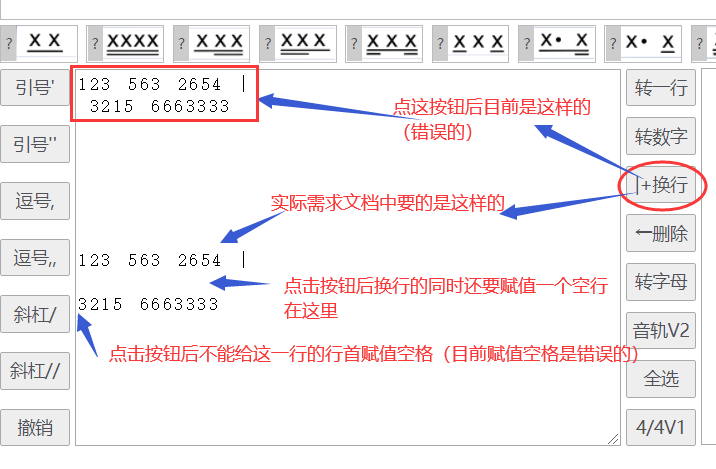 ? X X ? XXXX ? X XX ? XXX ? X X X ? X X X ? X• X ? X• X ?
引号'
引号''
逗号,
逗号,,
斜杠/
斜杠//
撤销
123 563 2654 |
3215 6663333
点这按钮后目前是这样的
（错误的）
实际需求文档中要的是这样的
123 563 2654 |
点击按钮后换行的同时还要赋值一个空行
在这里
3215 6663333
点击按钮后不能给这一行的行首赋值空格（目前赋值空格是错误的）
转一行
转数字
|+换行
←删除
转字母
音轨V2
全选
4/4V1